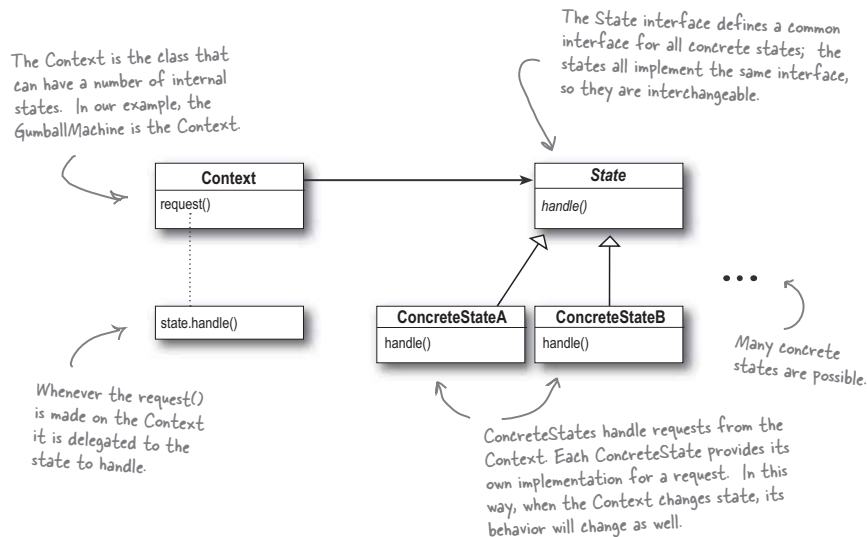 The Context is the class that
can have a number of internal
states. In our example, the
GumballMachine is the Context.
The State interface defines a common
interface for all concrete states; the
states all implement the same interface,
so they are interchangeable.
Context
request()
State
handle()
state.handle()
ConcreteStateA
handle()
ConcreteStateB
handle()
Many concrete
states are possible.
Whenever the request()
is made on the Context
it is delegated to the
state to handle.
ConcreteStates handle requests from the
Context. Each ConcreteState provides its
own implementation for a request. In this
way, when the Context changes state, its
behavior will change as well.